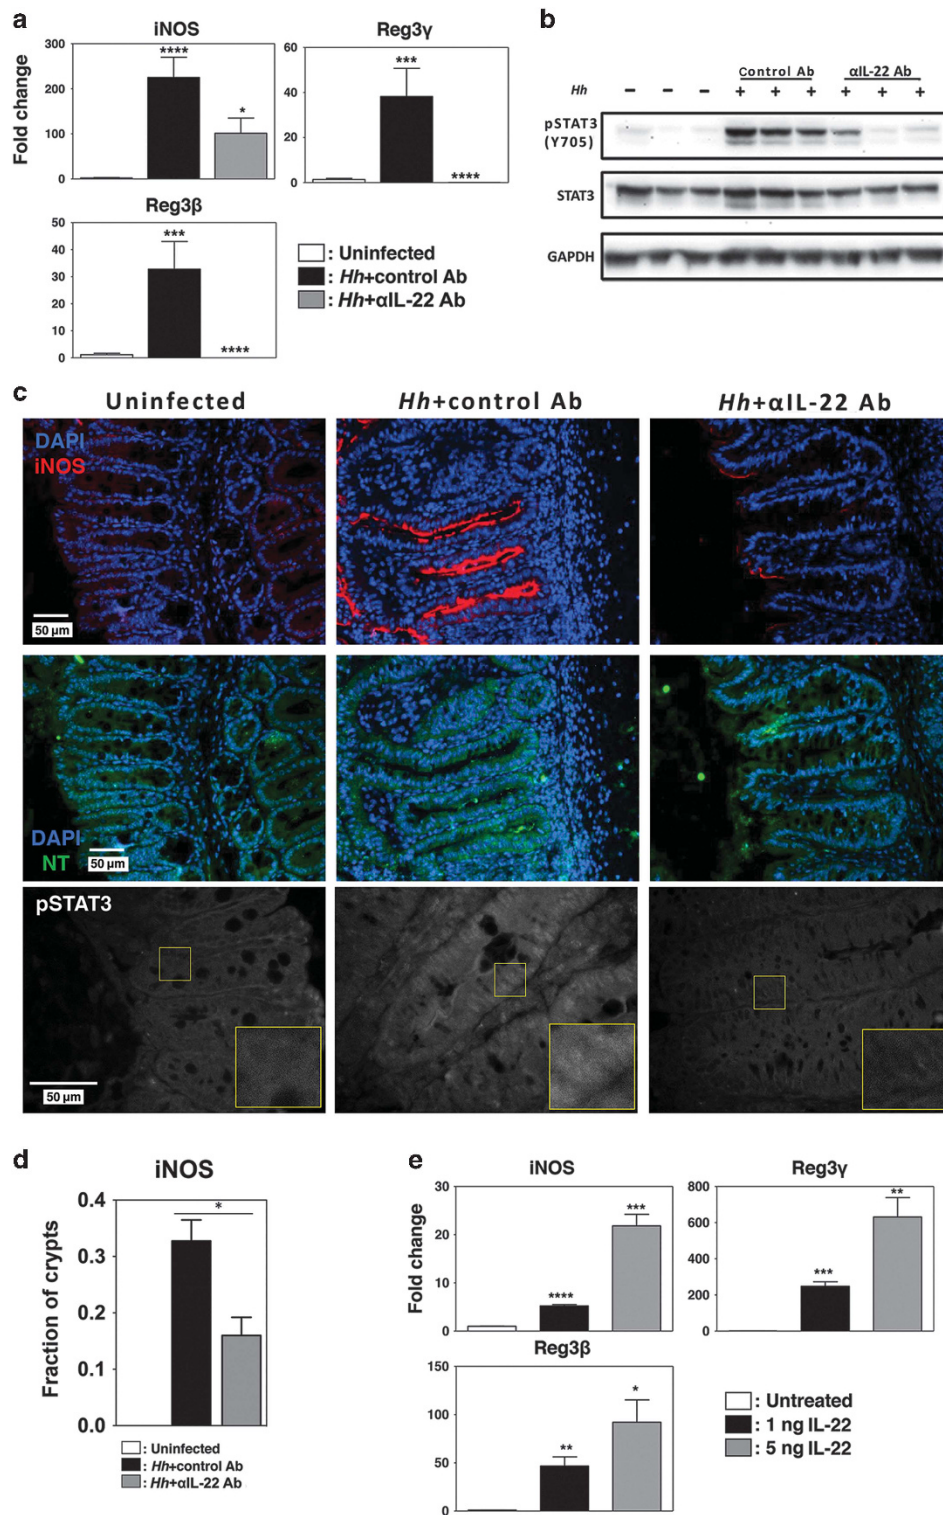 a
iNOS
Fold change
300
200
100
0
****
*
Reg3γ
60
40
20
0
***
****
Reg3β
50
40
30
20
10
0
***
****
: Uninfected
: Hh+control Ab
: Hh+αIL-22 Ab
b
Control Ab αIL-22 Ab
Hh – – – + + + + + +
pSTAT3
(Y705)
STAT3
GAPDH
c
Uninfected Hh+control Ab Hh+αIL-22 Ab
DAPI
iNOS
50 µm
DAPI
NT
50 µm
pSTAT3
50 µm
d
iNOS
Fraction of crypts
0.4
0.3
0.2
0.1
0.0
*
: Uninfected
: Hh+control Ab
: Hh+αIL-22 Ab
e
iNOS
Fold change
30
20
10
0
****
***
Reg3γ
800
600
400
200
0
***
**
Reg3β
150
100
50
0
**
*
: Untreated
: 1 ng IL-22
: 5 ng IL-22